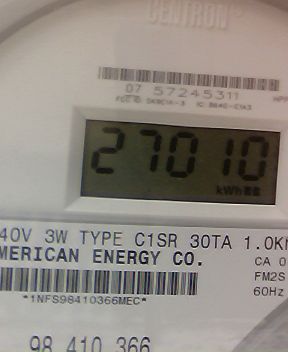 CENTRON
07 57245311
27010
kWh
40V 3W TYPE C1SR 30TA 1.0K
MERICAN ENERGY CO.
CA 0
FM2S
60Hz
*1NFS98410366MEC*
98 410 366